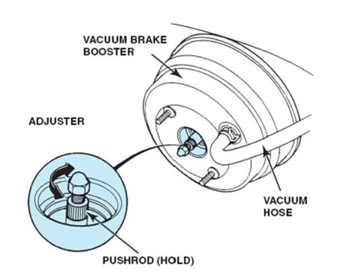 VACUUM BRAKE
BOOSTER
ADJUSTER
VACUUM
HOSE
PUSHROD (HOLD)